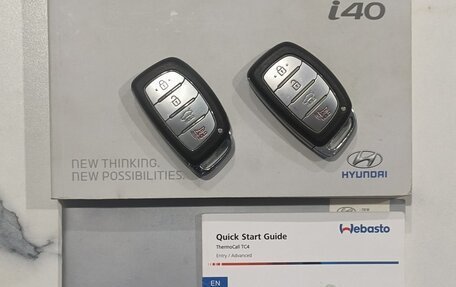 i40
NEW THINKING.
NEW POSSIBILITIES.
HYUNDAI
Quick Start Guide
ThermoCall TC4
Entry / Advanced
Webasto
EN